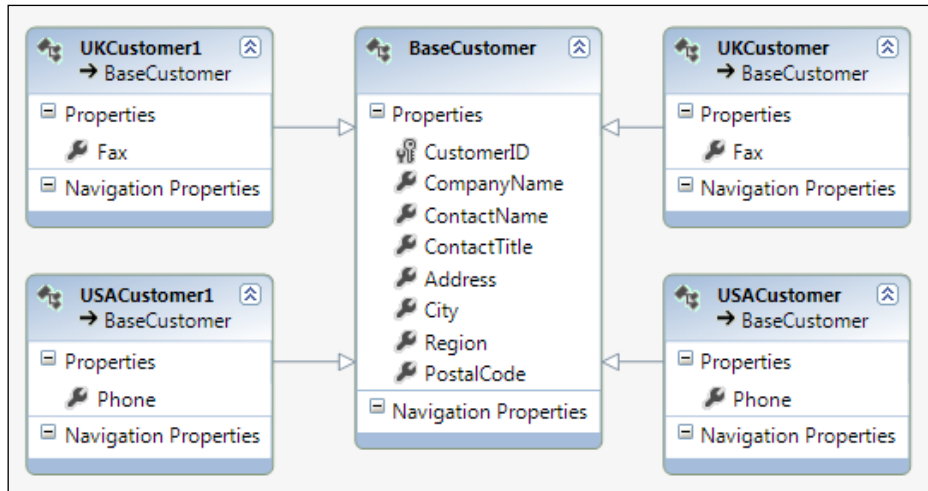 UKCustomer1
→ BaseCustomer
Properties
Fax
Navigation Properties
USACustomer1
→ BaseCustomer
Properties
Phone
Navigation Properties
BaseCustomer
Properties
CustomerID
CompanyName
ContactName
ContactTitle
Address
City
Region
PostalCode
Navigation Properties
UKCustomer
→ BaseCustomer
Properties
Fax
Navigation Properties
USACustomer
→ BaseCustomer
Properties
Phone
Navigation Properties